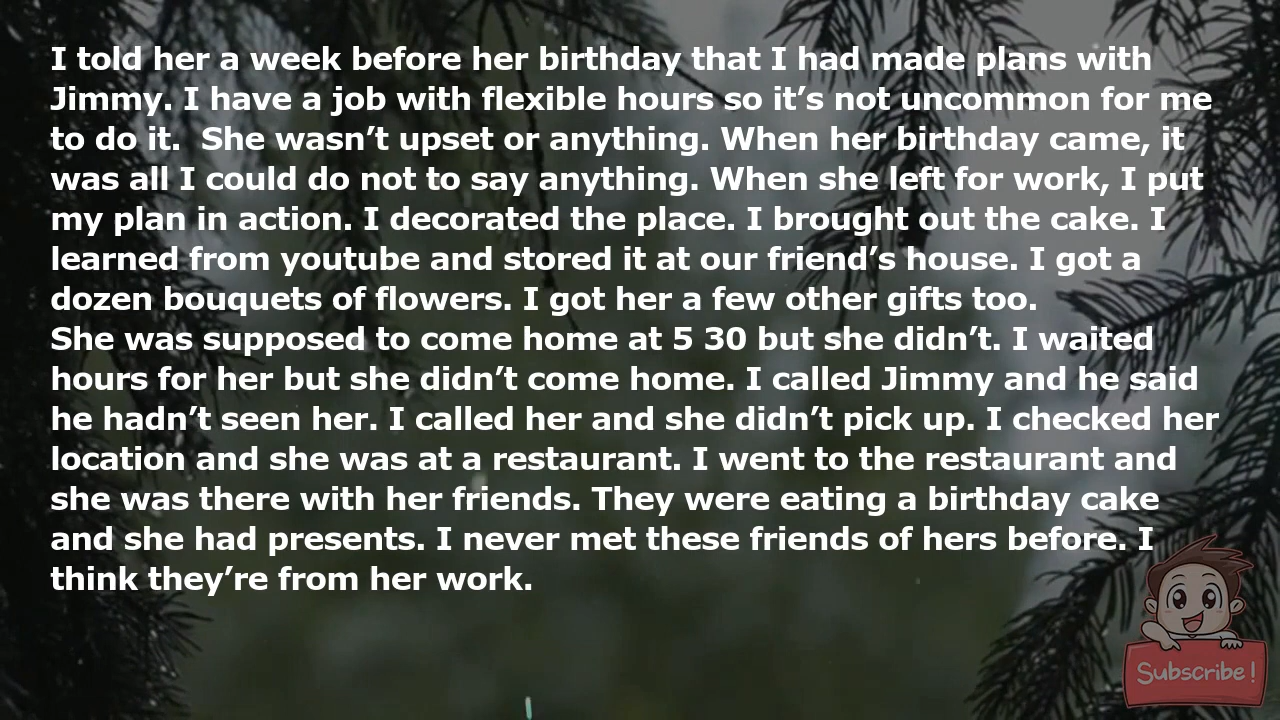 I told her a week before her birthday that I had made plans with
Jimmy. I have a job with flexible hours so it’s not uncommon for me
to do it.  She wasn’t upset or anything. When her birthday came, it
was all I could do not to say anything. When she left for work, I put
my plan in action. I decorated the place. I brought out the cake. I
learned from youtube and stored it at our friend’s house. I got a
dozen bouquets of flowers. I got her a few other gifts too.
She was supposed to come home at 5 30 but she didn’t. I waited
hours for her but she didn’t come home. I called Jimmy and he said
he hadn’t seen her. I called her and she didn’t pick up. I checked her
location and she was at a restaurant. I went to the restaurant and
she was there with her friends. They were eating a birthday cake
and she had presents. I never met these friends of hers before. I
think they’re from her work.
Subscribe!